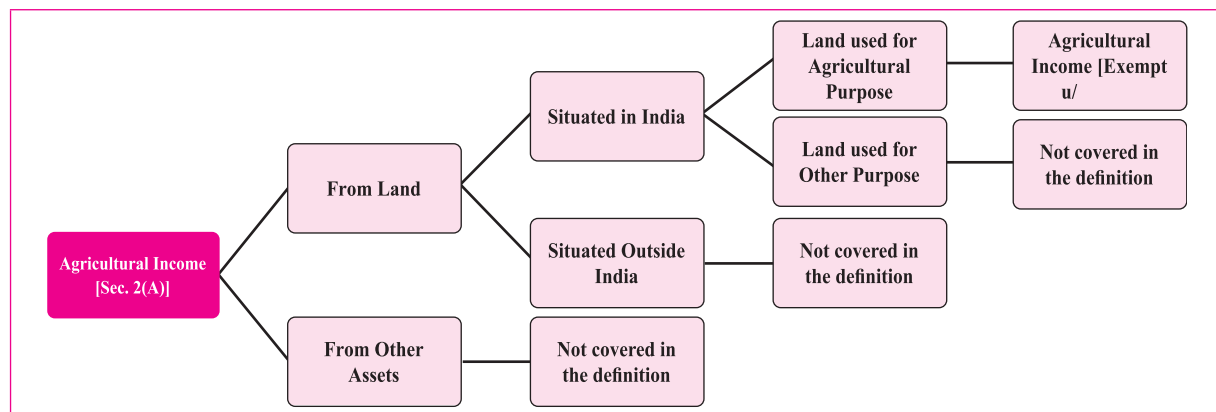 Agricultural Income
[Sec. 2(A)]
From Land
From Other
Assets
Situated in India
Situated Outside
India
Not covered in
the definition
Land used for
Agricultural
Purpose
Land used for
Other Purpose
Not covered in
the definition
Agricultural
Income [Exempt
u/
Not covered in
the definition